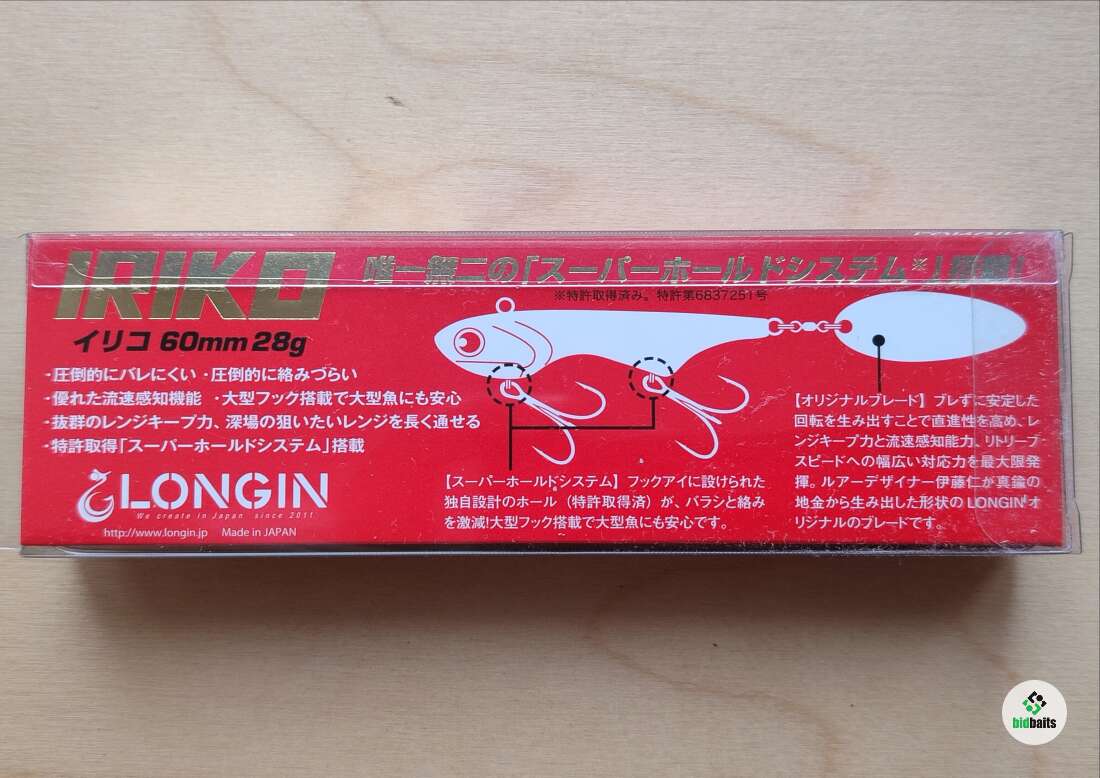 IRIKO
唯一無二の「スーパーホールドシステム※」搭載!
※特許取得済み。特許第6837251号
イリコ 60mm 28g
・圧倒的にバレにくい ・圧倒的に絡みづらい
・優れた流速感知機能 ・大型フック搭載で大型魚にも安心
・抜群のレンジキープ力、深場の狙いたいレンジを長く通せる
・特許取得「スーパーホールドシステム」搭載
LONGIN
We create in Japan since 2011
http://www.longin.jp Made in JAPAN
【スーパーホールドシステム】フックアイに設けられた
独自設計のホール（特許取得済）が、バラシと絡み
を激減!大型フック搭載で大型魚にも安心です。
【オリジナルブレード】ブレずに安定した
回転を生み出すことで直進性を高め、レ
ンジキープ力と流速感知能力、リトリーブ
スピードへの幅広い対応力を最大限発
揮。ルアーデザイナー伊藤仁が真鍮の
地金から生み出した形状のLONGINオ
リジナルのブレードです。
bidbaits